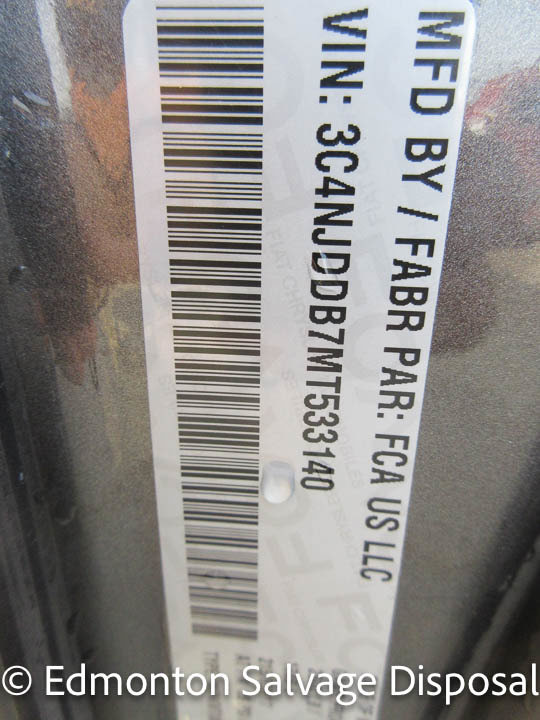 MFD BY / FABR PAR: FCA US LLC
VIN: 3C4NJDDB7MT533140
© Edmonton Salvage Disposal